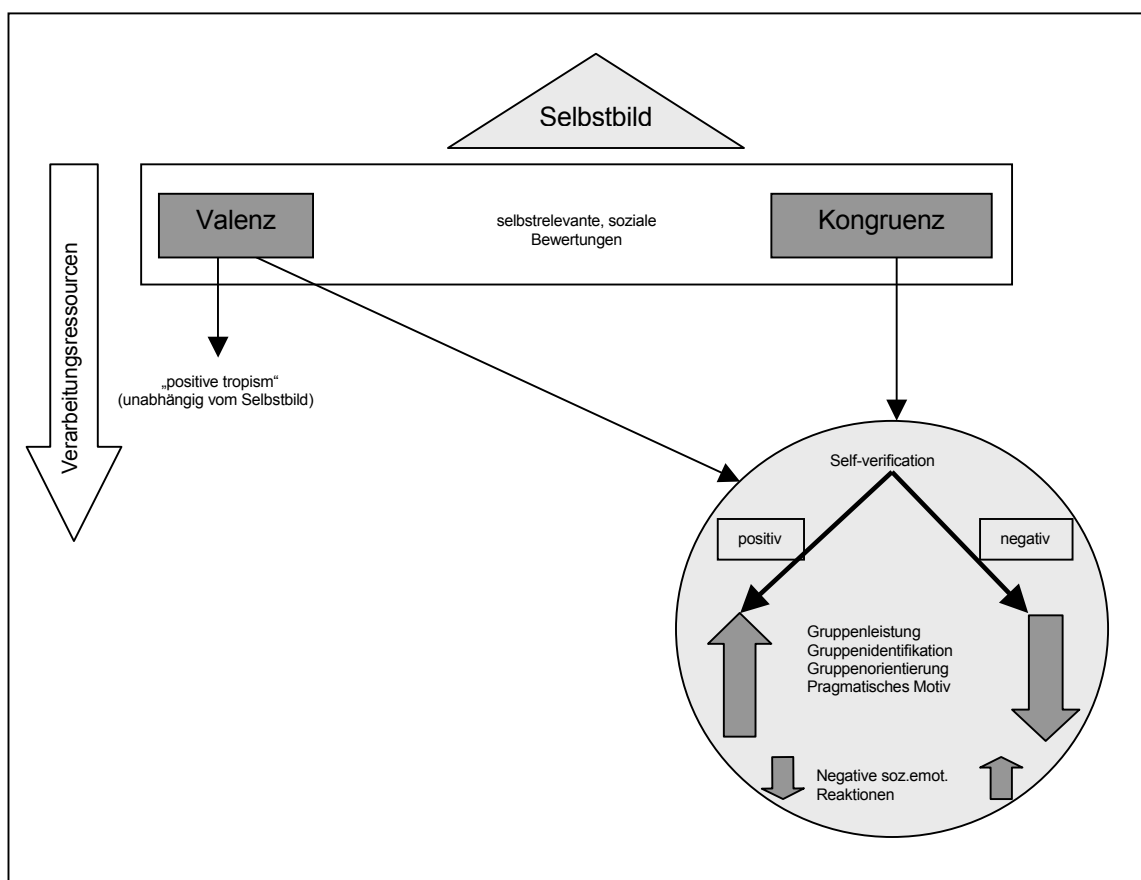 Selbstbild
Valenz
selbstrelevante, soziale
Bewertungen
Kongruenz
Verarbeitungsressourcen
„positive tropism“
(unabhängig vom Selbstbild)
Self-verification
positiv
negativ
Gruppenleistung
Gruppenidentifikation
Gruppenorientierung
Pragmatisches Motiv
Negative soz.emot.
Reaktionen